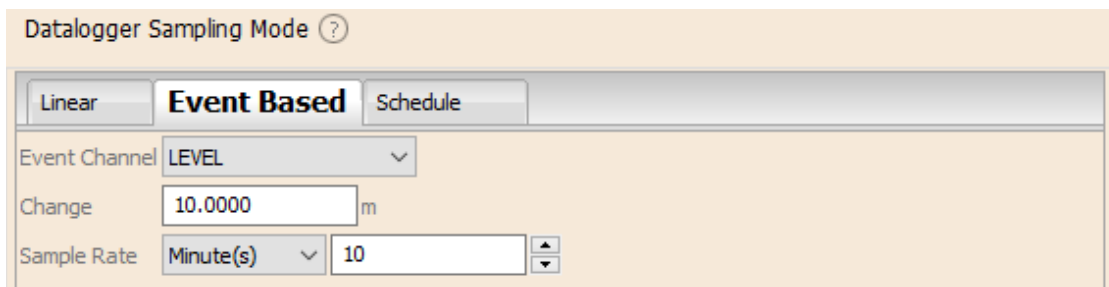 Datalogger Sampling Mode ?
Linear Event Based Schedule
Event Channel LEVEL
Change 10.0000 m
Sample Rate Minute(s) 10